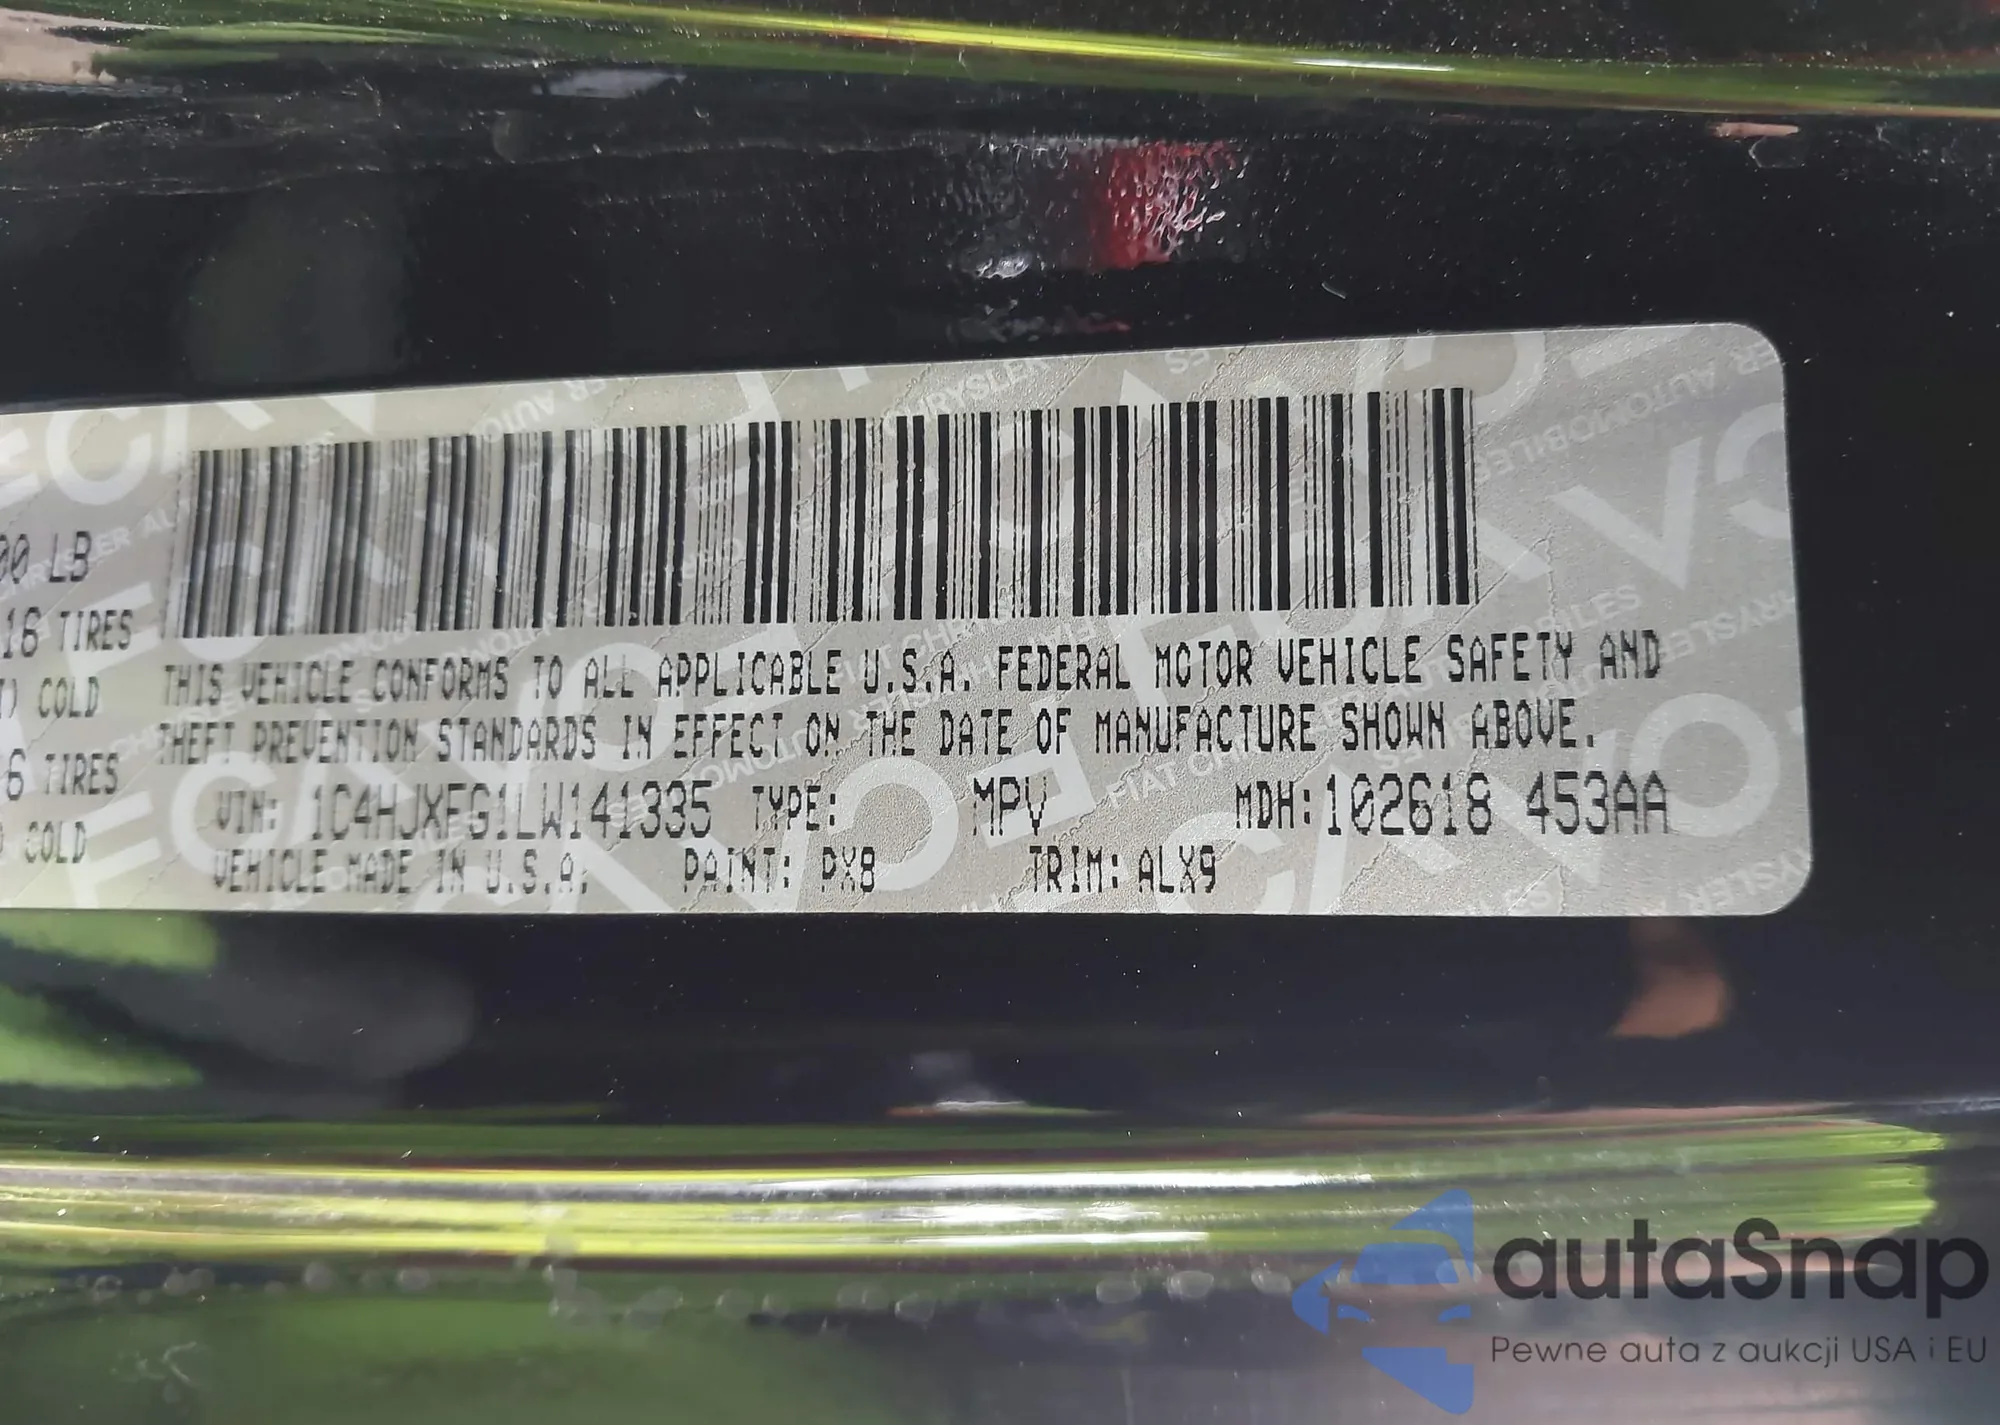 00 LB
16 TIRES
COLD
6 TIRES
COLD
THIS VEHICLE CONFORMS TO ALL APPLICABLE U.S.A. FEDERAL MOTOR VEHICLE SAFETY AND
THEFT PREVENTION STANDARDS IN EFFECT ON THE DATE OF MANUFACTURE SHOWN ABOVE.
VIN: 1C4HJXFG1LW141335 TYPE: MPV MDH:102618 453AA
VEHICLE MADE IN U.S.A. PAINT: PX8 TRIM: ALX9
autaSnap
Pewne auta z aukcji USA i EU